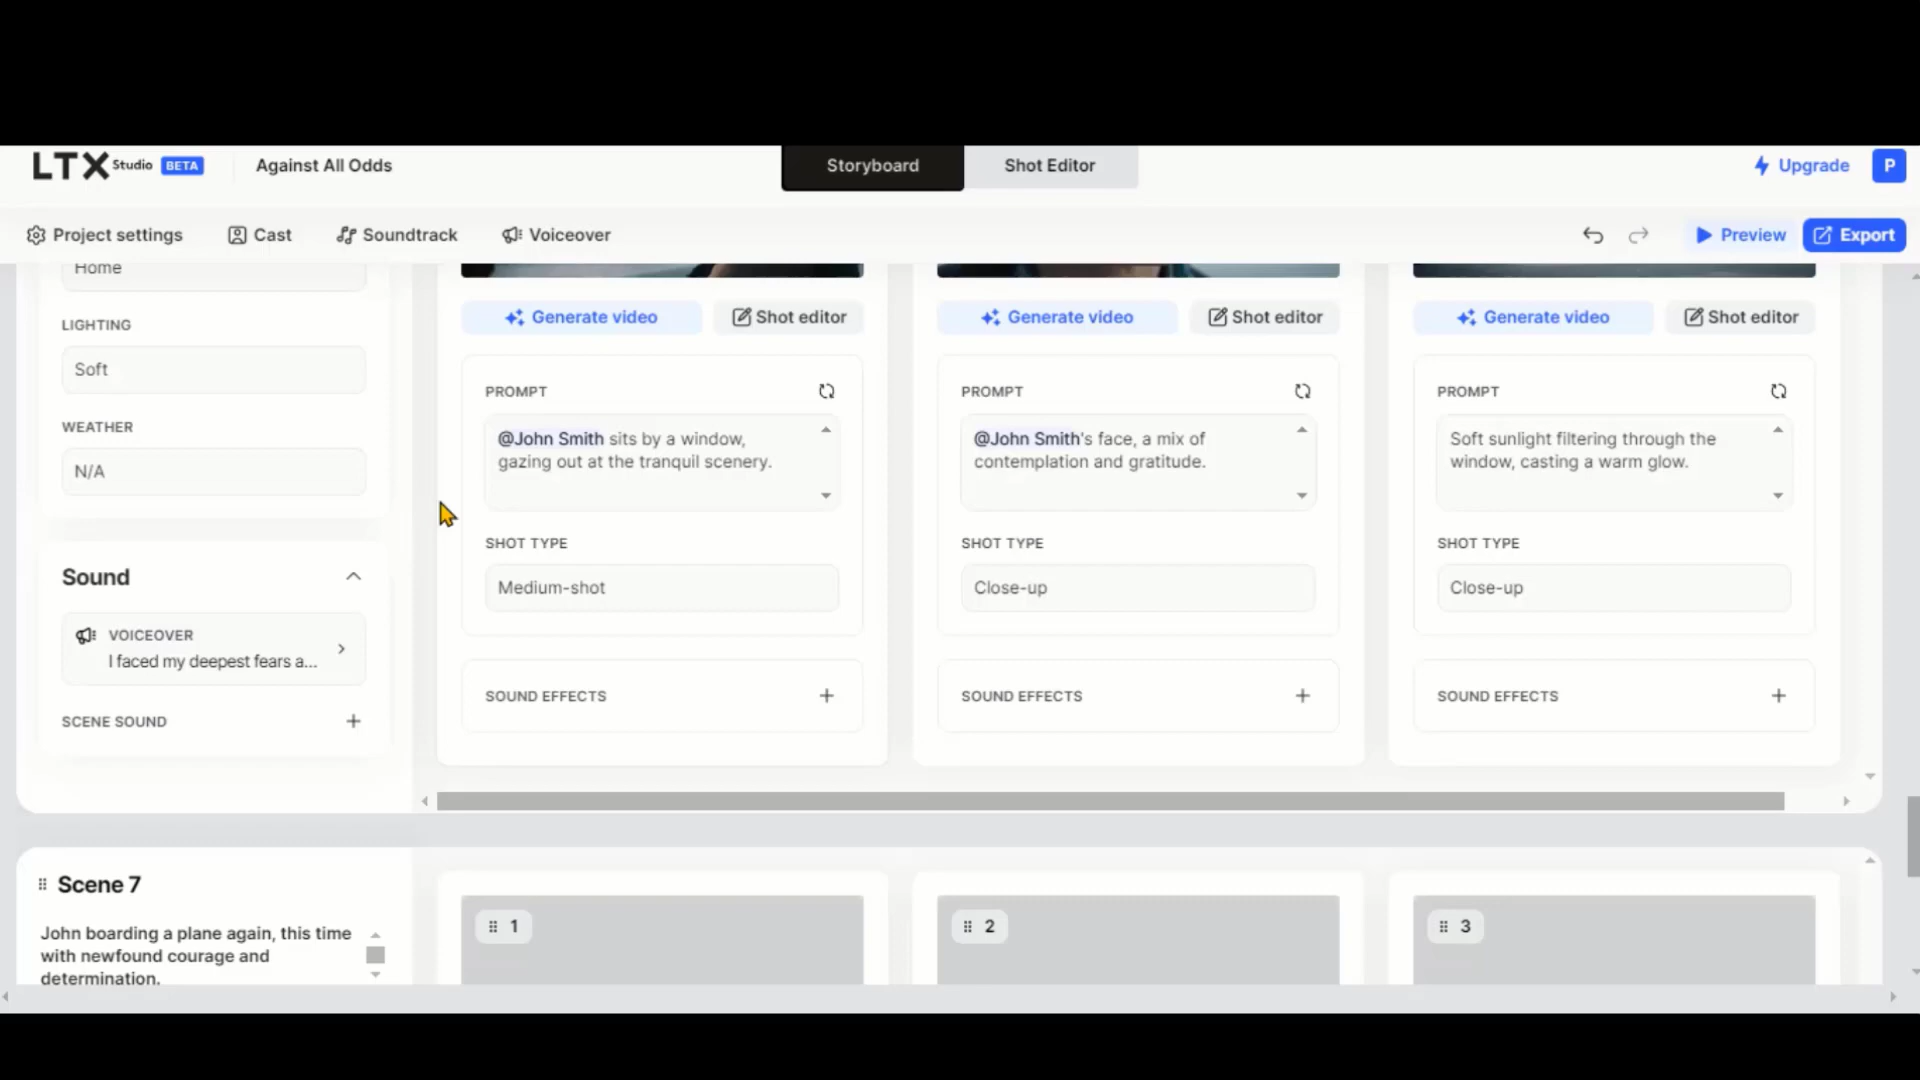 LTX Studio BETA
Against All Odds
Storyboard
Shot Editor
Upgrade
P
Project settings
Cast
Soundtrack
Voiceover
Preview
Export
Home
LIGHTING
Soft
WEATHER
N/A
Sound
VOICEOVER
I faced my deepest fears a...
SCENE SOUND
Generate video
Shot editor
PROMPT
@John Smith sits by a window,
gazing out at the tranquil scenery.
SHOT TYPE
Medium-shot
SOUND EFFECTS
Generate video
Shot editor
PROMPT
@John Smith's face, a mix of
contemplation and gratitude.
SHOT TYPE
Close-up
SOUND EFFECTS
Generate video
Shot editor
PROMPT
Soft sunlight filtering through the
window, casting a warm glow.
SHOT TYPE
Close-up
SOUND EFFECTS
Scene 7
John boarding a plane again, this time
with newfound courage and
determination.
1
2
3